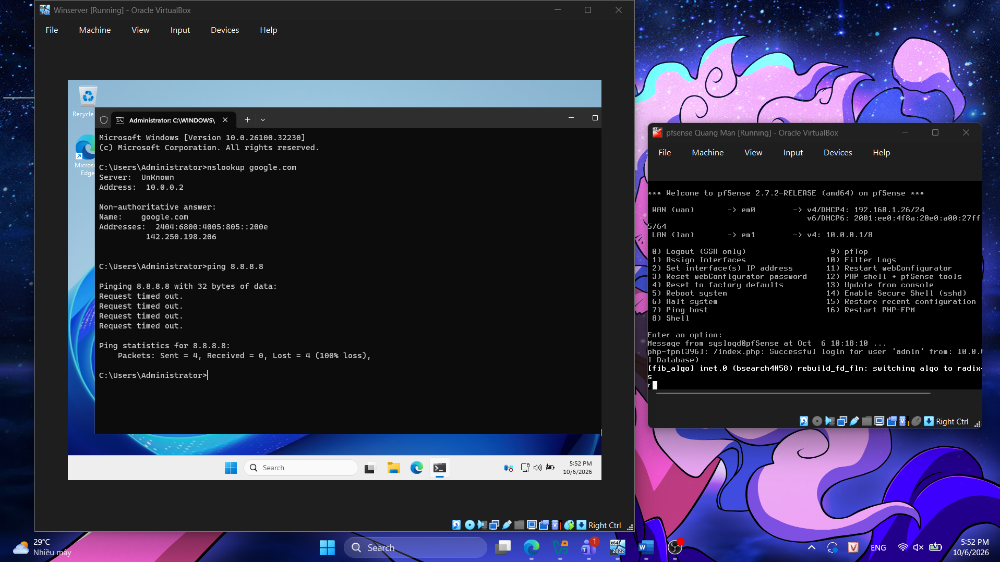 Winserver [Running] - Oracle VirtualBox
File Machine View Input Devices Help
Recycle
Administrator: C:\WINDOWS\
Microsoft Windows [Version 10.0.26100.32230]
(c) Microsoft Corporation. All rights reserved.
C:\Users\Administrator>nslookup google.com
Server:  UnKnown
Address:  10.0.0.2
Non-authoritative answer:
Name:    google.com
Addresses:  2404:6800:4005:805::200e
142.250.198.206
C:\Users\Administrator>ping 8.8.8.8
Pinging 8.8.8.8 with 32 bytes of data:
Request timed out.
Request timed out.
Request timed out.
Request timed out.
Ping statistics for 8.8.8.8:
Packets: Sent = 4, Received = 0, Lost = 4 (100% loss),
C:\Users\Administrator>
Micros
Edge
Search
5:52 PM
10/6/2026
Right Ctrl
pfsense Quang Man [Running] - Oracle VirtualBox
File Machine View Input Devices Help
*** Welcome to pfSense 2.7.2-RELEASE (amd64) on pfSense ***
WAN (wan)       -> em0        -> v4/DHCP4: 192.168.1.26/24
v6/DHCP6: 2001:ee0:4f8a:20e0:a00:27ff
5/64
LAN (lan)       -> em1        -> v4: 10.0.0.1/8
0) Logout (SSH only)                  9) pfTop
1) Assign Interfaces                 10) Filter Logs
2) Set interface(s) IP address       11) Restart webConfigurator
3) Reset webConfigurator password    12) PHP shell + pfSense tools
4) Reset to factory defaults         13) Update from console
5) Reboot system                     14) Enable Secure Shell (sshd)
6) Halt system                       15) Restore recent configuration
7) Ping host                         16) Restart PHP-FPM
8) Shell
Enter an option:
Message from syslogd@pfSense at Oct  6 10:18:10 ...
php-fpm[396]: /index.php: Successful login for user 'admin' from: 10.0.
l Database)
[fib_algo] inet.0 (bsearch4#58) rebuild_fd_flm: switching algo to radix
s
r
Right Ctrl
29°C
Nhiều mây
Search
1
x64
2022
ENG
5:52 PM
10/6/2026